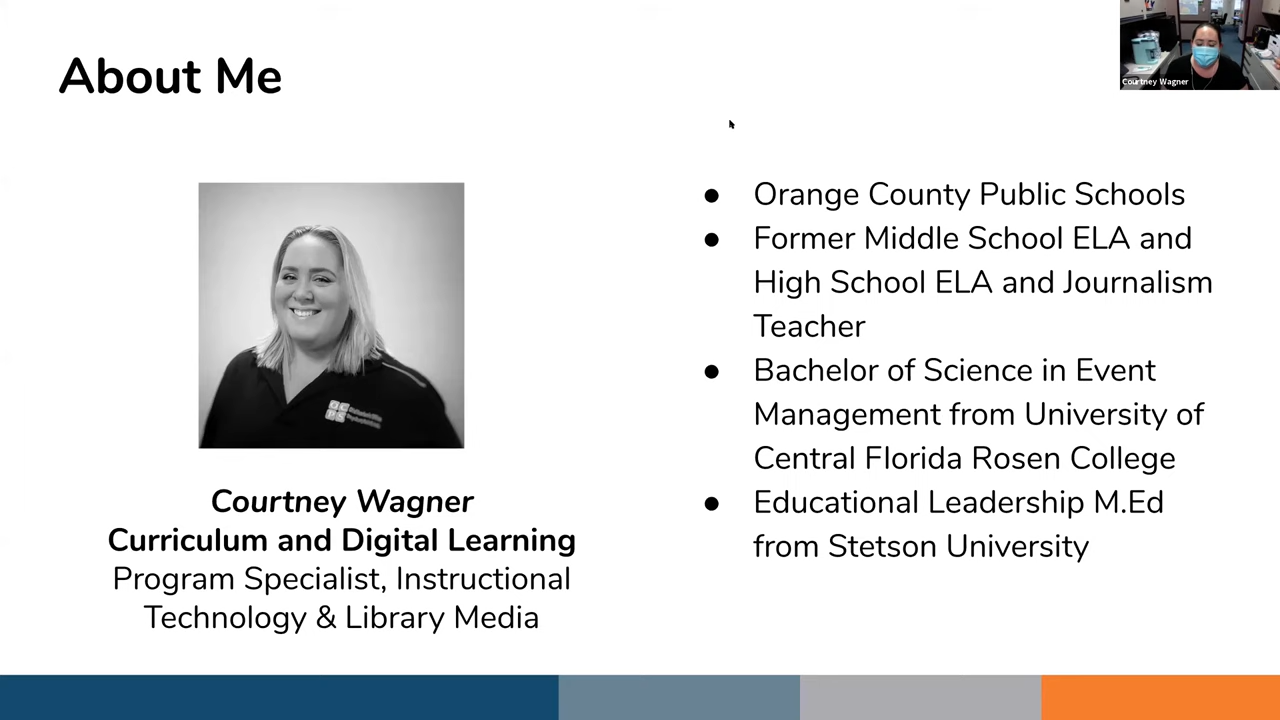 About Me
Courtney Wagner
Orange County Public Schools
Former Middle School ELA and
High School ELA and Journalism
Teacher
Bachelor of Science in Event
Management from University of
Central Florida Rosen College
Educational Leadership M.Ed
from Stetson University
OC
PS
Courtney Wagner
Curriculum and Digital Learning
Program Specialist, Instructional
Technology & Library Media